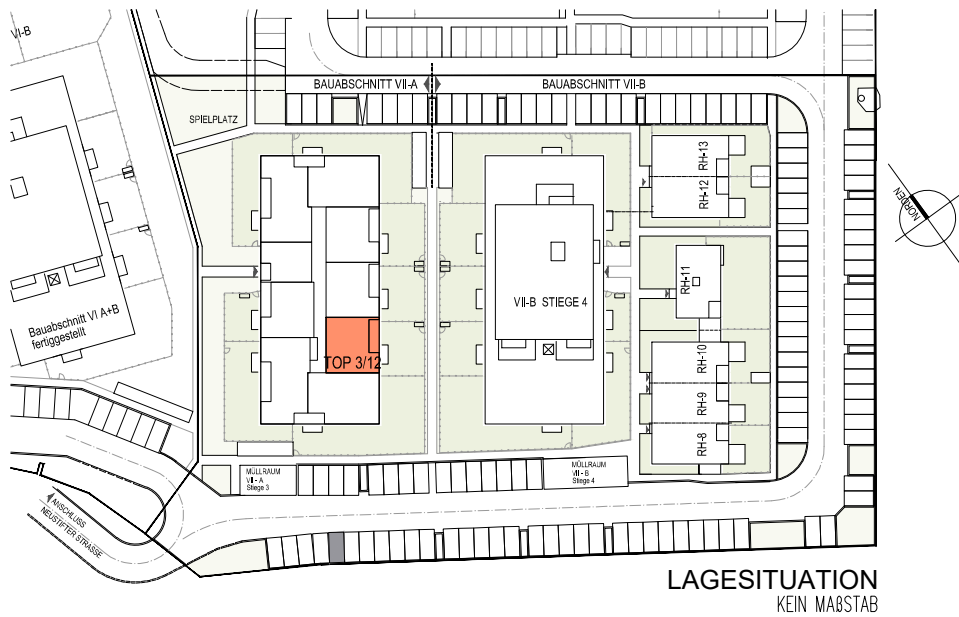 VI-B
BAUABSCHNITT VII-A
BAUABSCHNITT VII-B
SPIELPLATZ
RH-13
RH-12
NORDEN
RH-11
VII-B STIEGE 4
Bauabschnitt VI A+B
fertiggestellt
TOP 3/12
RH-10
RH-9
RH-8
MÜLLRAUM
VII - A
Stiege 3
MÜLLRAUM
VII - B
Stiege 4
ANSCHLUSS
NEUSTIFTER STRASSE
LAGESITUATION
KEIN MAßSTAB